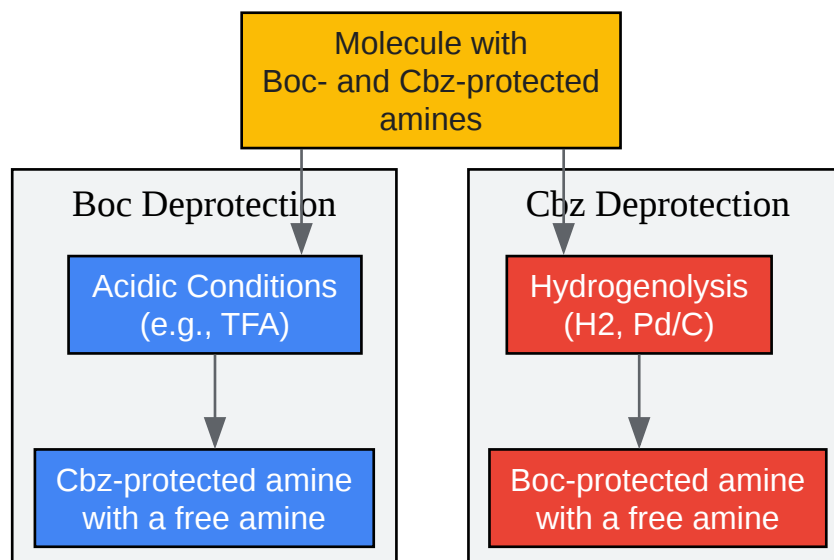 Molecule with
Boc- and Cbz-protected
amines
Boc Deprotection
Acidic Conditions
(e.g., TFA)
Cbz-protected amine
with a free amine
Cbz Deprotection
Hydrogenolysis
(H2, Pd/C)
Boc-protected amine
with a free amine